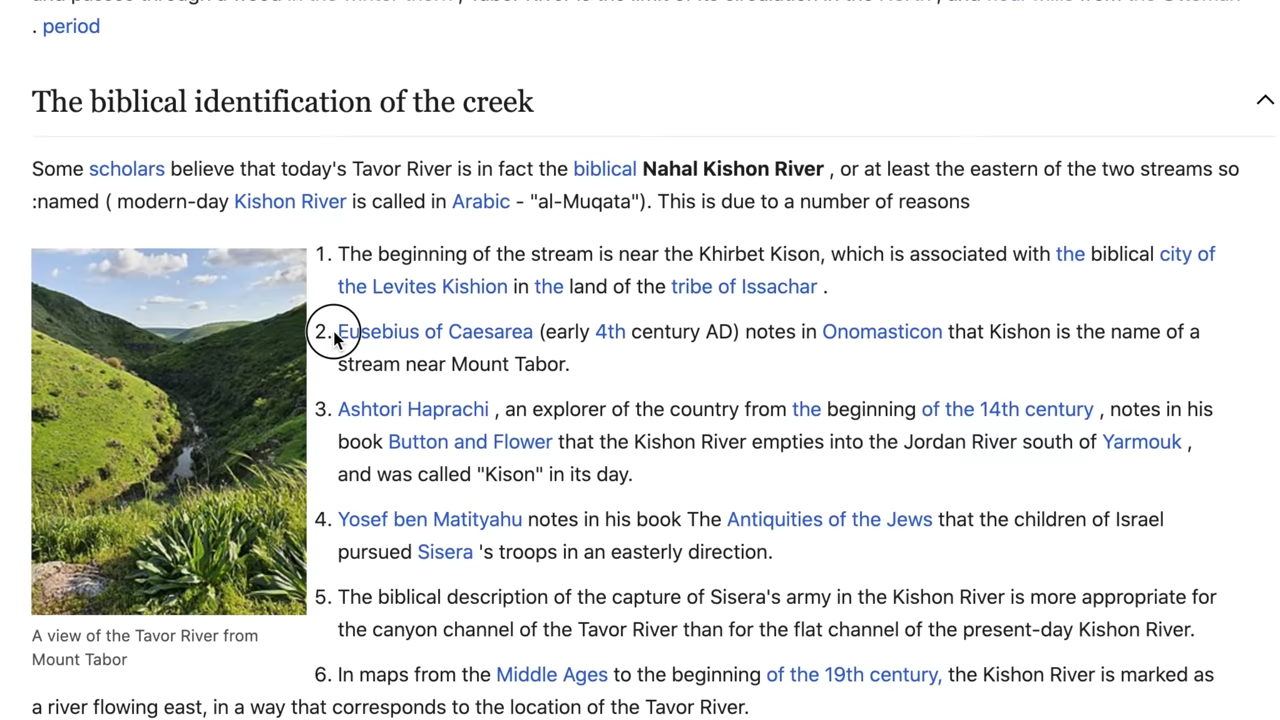 . period
The biblical identification of the creek
Some scholars believe that today's Tavor River is in fact the biblical Nahal Kishon River , or at least the eastern of the two streams so
:named ( modern-day Kishon River is called in Arabic - "al-Muqata"). This is due to a number of reasons
1. The beginning of the stream is near the Khirbet Kison, which is associated with the biblical city of
the Levites Kishion in the land of the tribe of Issachar .
2. Eusebius of Caesarea (early 4th century AD) notes in Onomasticon that Kishon is the name of a
stream near Mount Tabor.
3. Ashtori Haprachi , an explorer of the country from the beginning of the 14th century , notes in his
book Button and Flower that the Kishon River empties into the Jordan River south of Yarmouk ,
and was called "Kison" in its day.
4. Yosef ben Matityahu notes in his book The Antiquities of the Jews that the children of Israel
pursued Sisera 's troops in an easterly direction.
5. The biblical description of the capture of Sisera's army in the Kishon River is more appropriate for
the canyon channel of the Tavor River than for the flat channel of the present-day Kishon River.
6. In maps from the Middle Ages to the beginning of the 19th century, the Kishon River is marked as
a river flowing east, in a way that corresponds to the location of the Tavor River.
A view of the Tavor River from
Mount Tabor